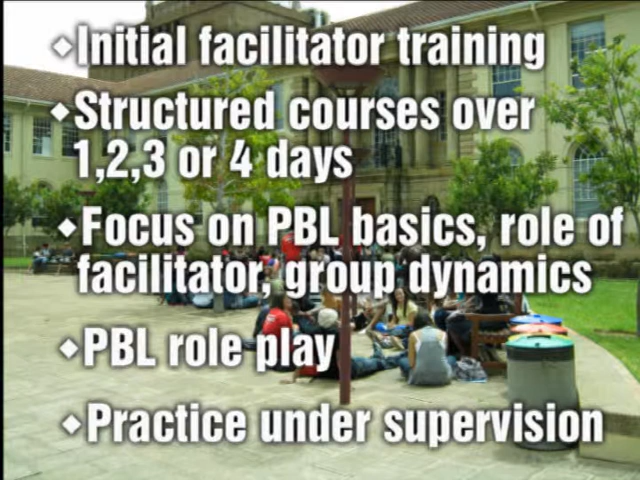 ◆Initial facilitator training
◆Structured courses over
1,2,3 or 4 days
◆Focus on PBL basics, role of
facilitator, group dynamics
◆PBL role play
◆Practice under supervision